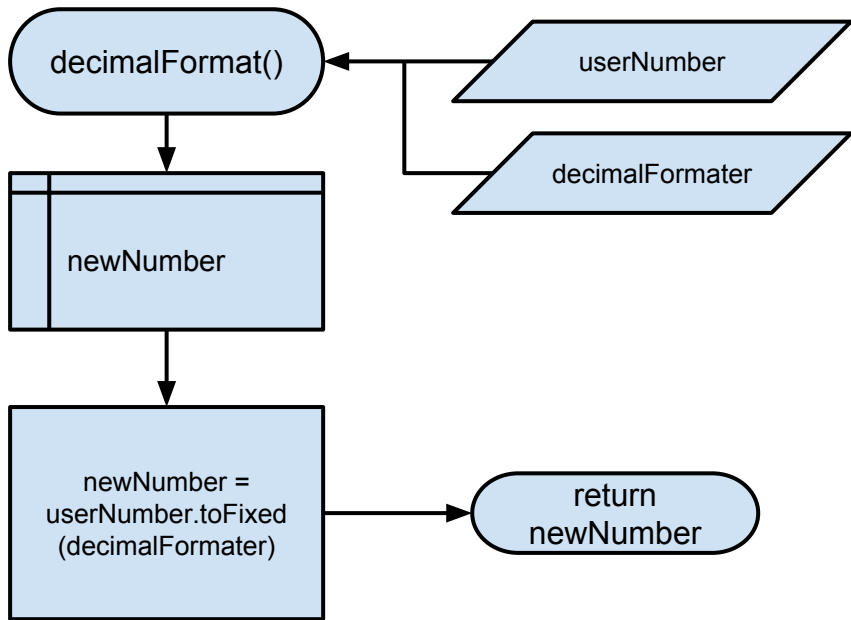 decimalFormat()
userNumber
decimalFormater
newNumber
newNumber =
userNumber.toFixed
(decimalFormater)
return
newNumber